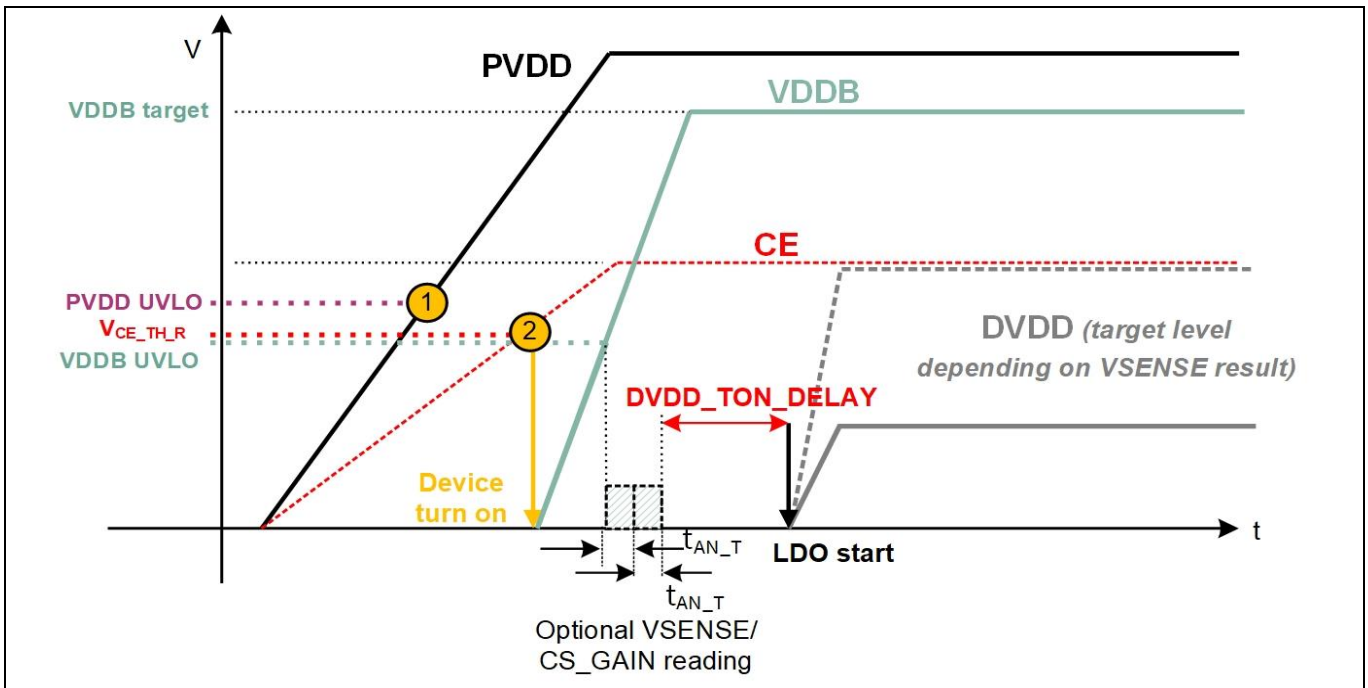 V
PVDD
VDDB target
VDDB
CE
PVDD UVLO
1
VCE_TH_R
2
VDDB UVLO
DVDD (target level
depending on VSENSE result)
DVDD_TON_DELAY
Device
turn on
t
tAN_T
LDO start
tAN_T
Optional VSENSE/
CS_GAIN reading